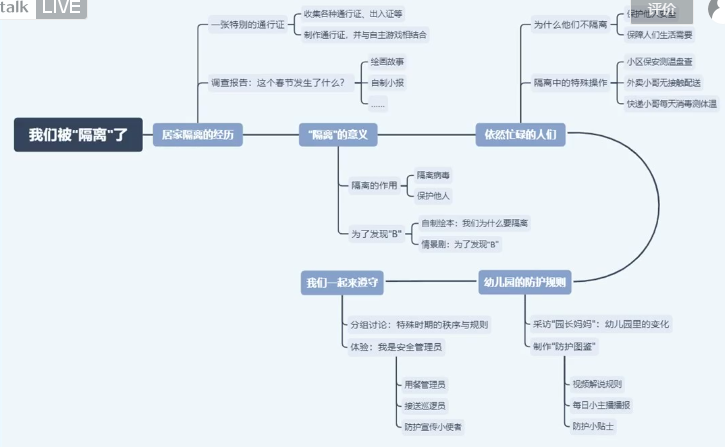 talk LIVE
评价
一张特别的通行证
收集各种通行证、出入证等
制作通行证，并与自主游戏相结合
调查报告：这个春节发生了什么？
绘画故事
自制小报
……
为什么他们不隔离
保障人们生活需要
隔离中的特殊操作
小区保安测温盘查
外卖小哥无接触配送
快递小哥每天消毒测体温
我们被“隔离”了
居家隔离的经历
“隔离”的意义
依然忙碌的人们
隔离的作用
隔离病毒
保护他人
为了发现“B”
自制绘本：我们为什么要隔离
情景剧：为了发现“B”
我们一起来遵守
幼儿园的防护规则
分组讨论：特殊时期的秩序与规则
体验：我是安全管理员
用餐管理员
接送巡逻员
防护宣传小使者
采访“园长妈妈”：幼儿园里的变化
制作“防护图鉴”
视频解说规则
每日小主播播报
防护小贴士